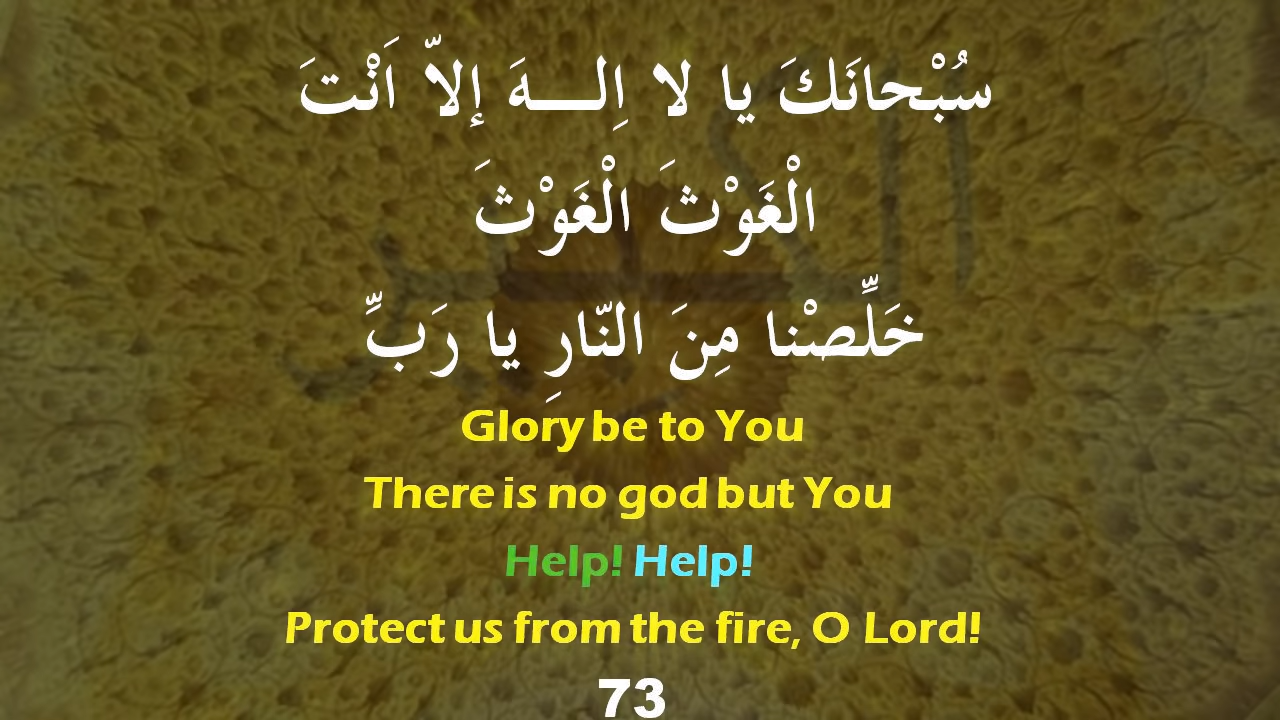 سُبْحانَكَ يا لا اِلـــهَ إلاّ اَنْتَ
الْغَوْثَ الْغَوْثَ
خَلِّصْنا مِنَ النّارِ يا رَبِّ
Glory be to You
There is no god but You
Help! Help!
Protect us from the fire, O Lord!
73